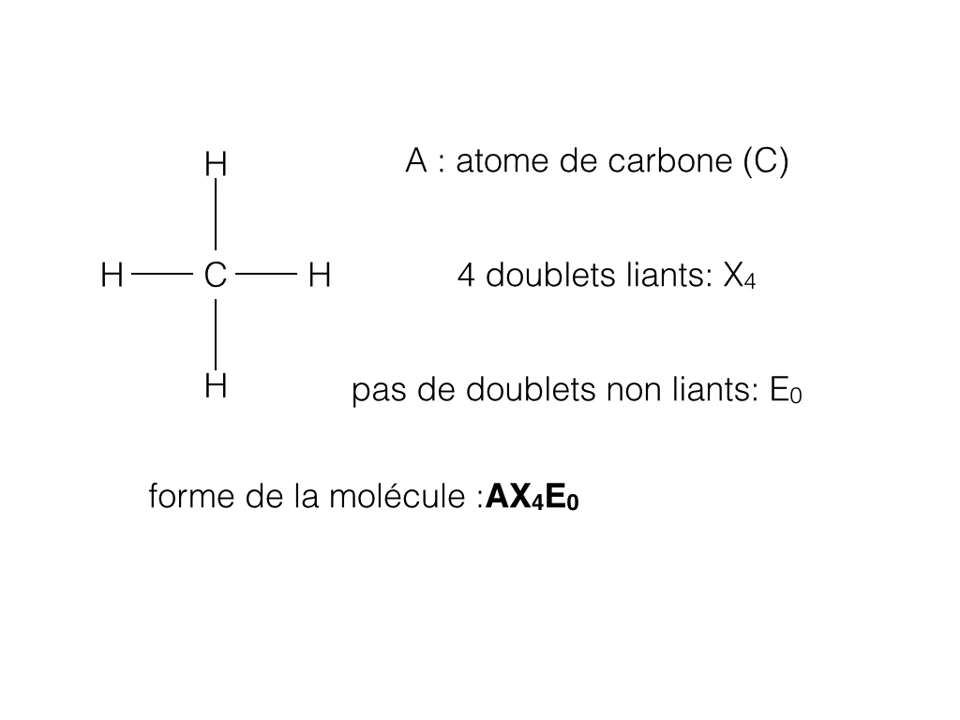 H
A : atome de carbone (C)
H C H
4 doublets liants: X₄
H
pas de doublets non liants: E₀
forme de la molécule :AX₄E₀